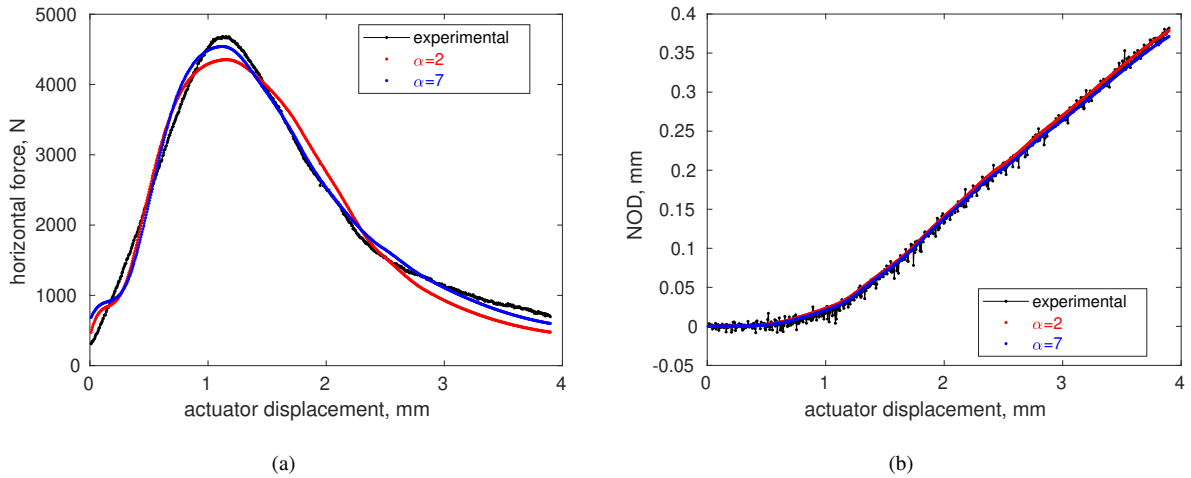 5000
4000
3000
2000
1000
0
0
1
2
3
4
horizontal force, N
actuator displacement, mm
experimental
α=2
α=7
(a)
0.4
0.35
0.3
0.25
0.2
0.15
0.1
0.05
0
-0.05
0
1
2
3
4
NOD, mm
actuator displacement, mm
experimental
α=2
α=7
(b)